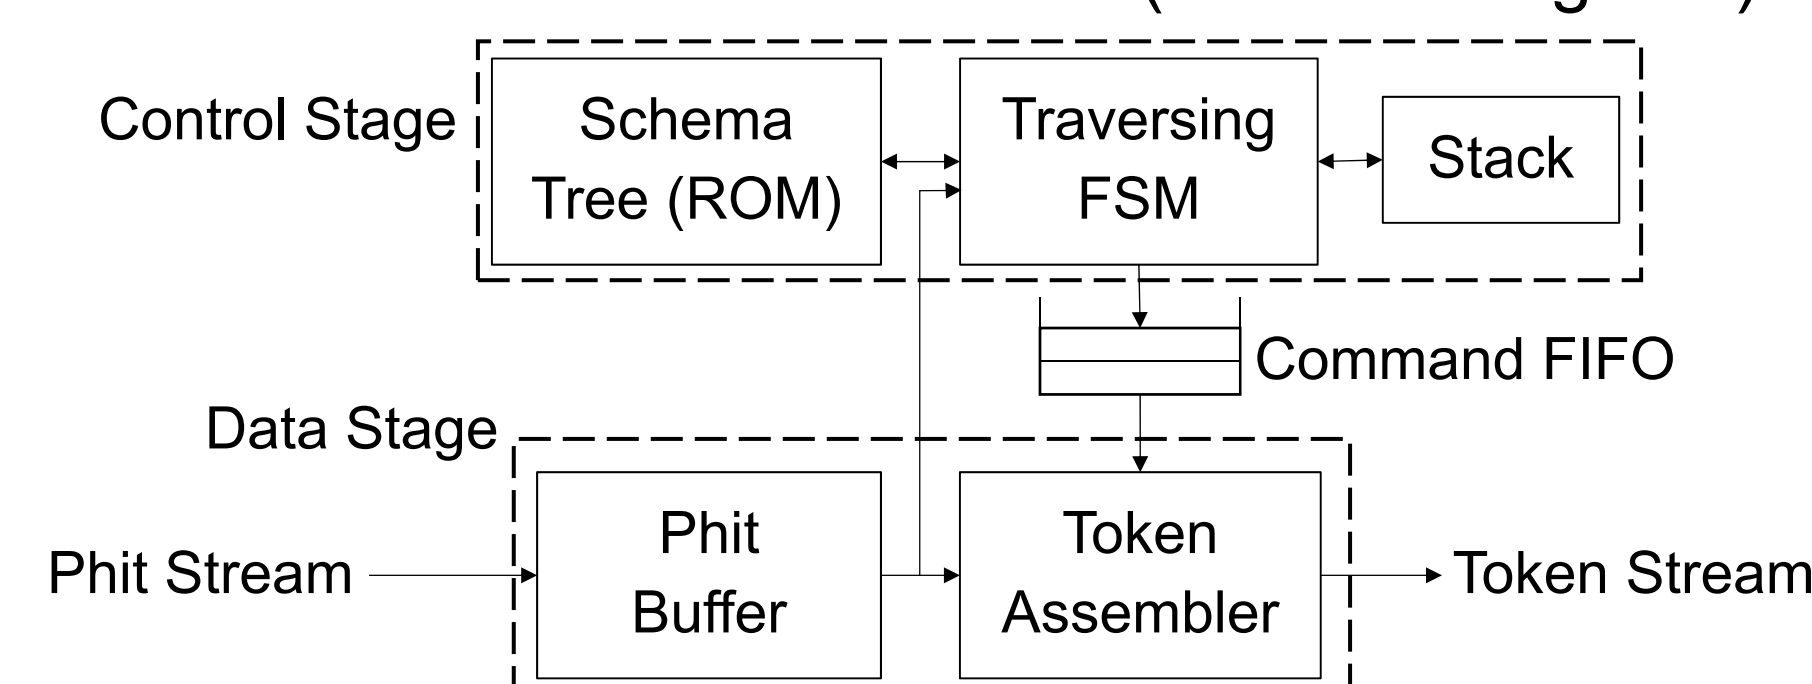 Control Stage
Schema
Tree (ROM)
Traversing
FSM
Stack
Command FIFO
Data Stage
Phit Stream
Phit
Buffer
Token
Assembler
Token Stream